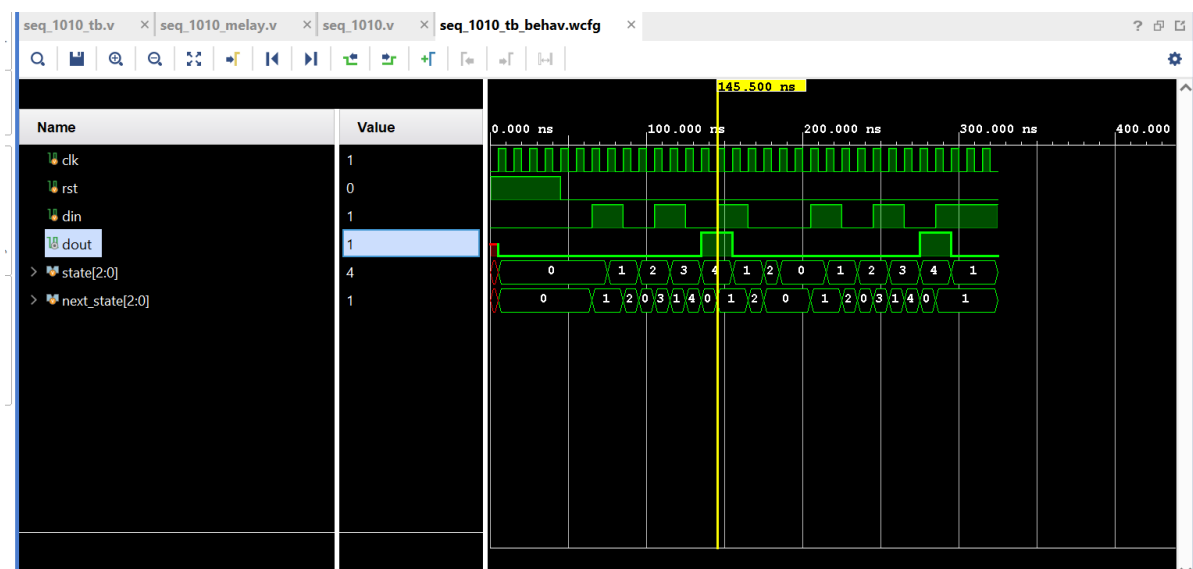 seq_1010_tb.v × seq_1010_melay.v × seq_1010.v × seq_1010_tb_behav.wcfg × ?
145.500 ns
Name Value 0.000 ns 100.000 ns 200.000 ns 300.000 ns 400.000
clk 1
rst 0
din 1
dout 1
state[2:0] 4 0 1 2 3 4 1 2 0 1 2 3 4 1
next_state[2:0] 1 0 1 2 0 3 1 4 0 1 2 0 1 2 0 3 1 4 0 1